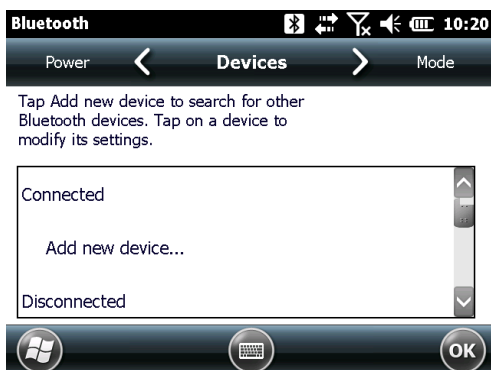 Bluetooth 10:20
Power Devices Mode
Tap Add new device to search for other
Bluetooth devices. Tap on a device to
modify its settings.
Connected
Add new device...
Disconnected
OK